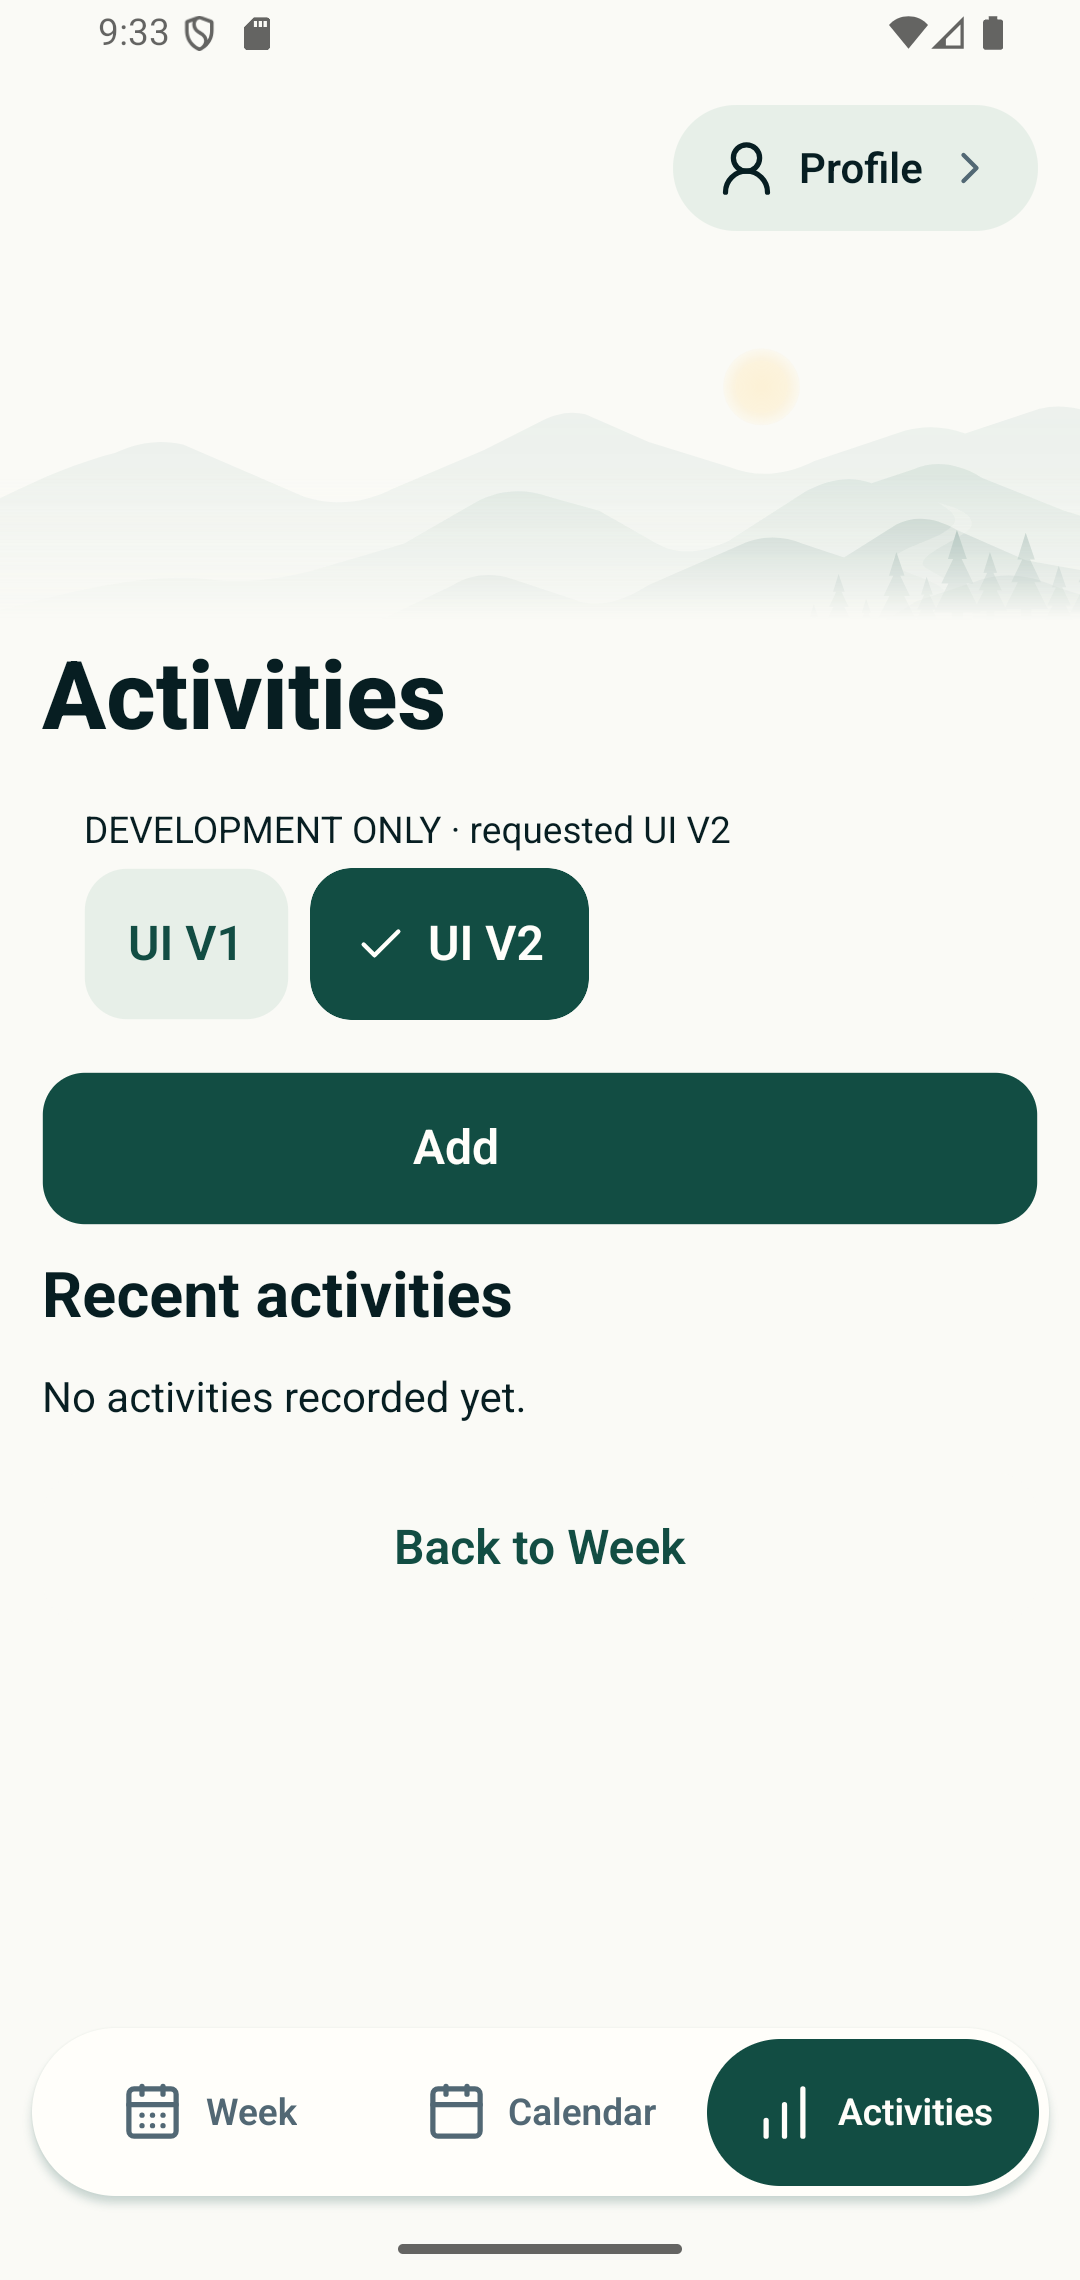 9:33
Profile
Activities
DEVELOPMENT ONLY · requested UI V2
UI V1
UI V2
Add
Recent activities
No activities recorded yet.
Back to Week
Week
Calendar
Activities